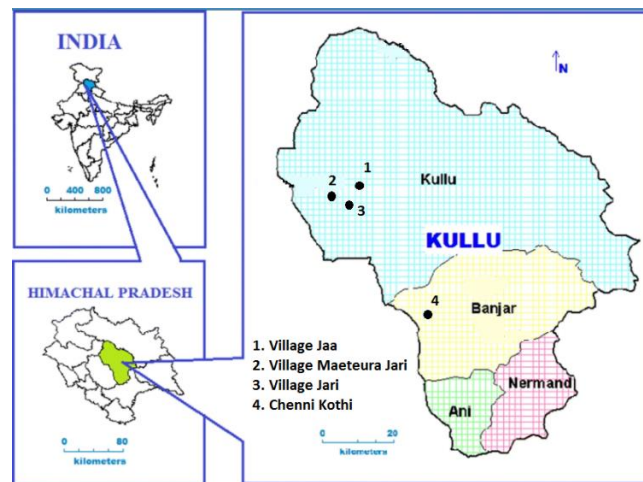 INDIA
0 400 800
kilometers
HIMACHAL PRADESH
0 80
kilometers
N
1
2
3
Kullu
KULLU
4
Banjar
1. Village Jaa
2. Village Maeteura Jari
3. Village Jari
4. Chenni Kothi
Nermand
Ani
0 20
kilometers